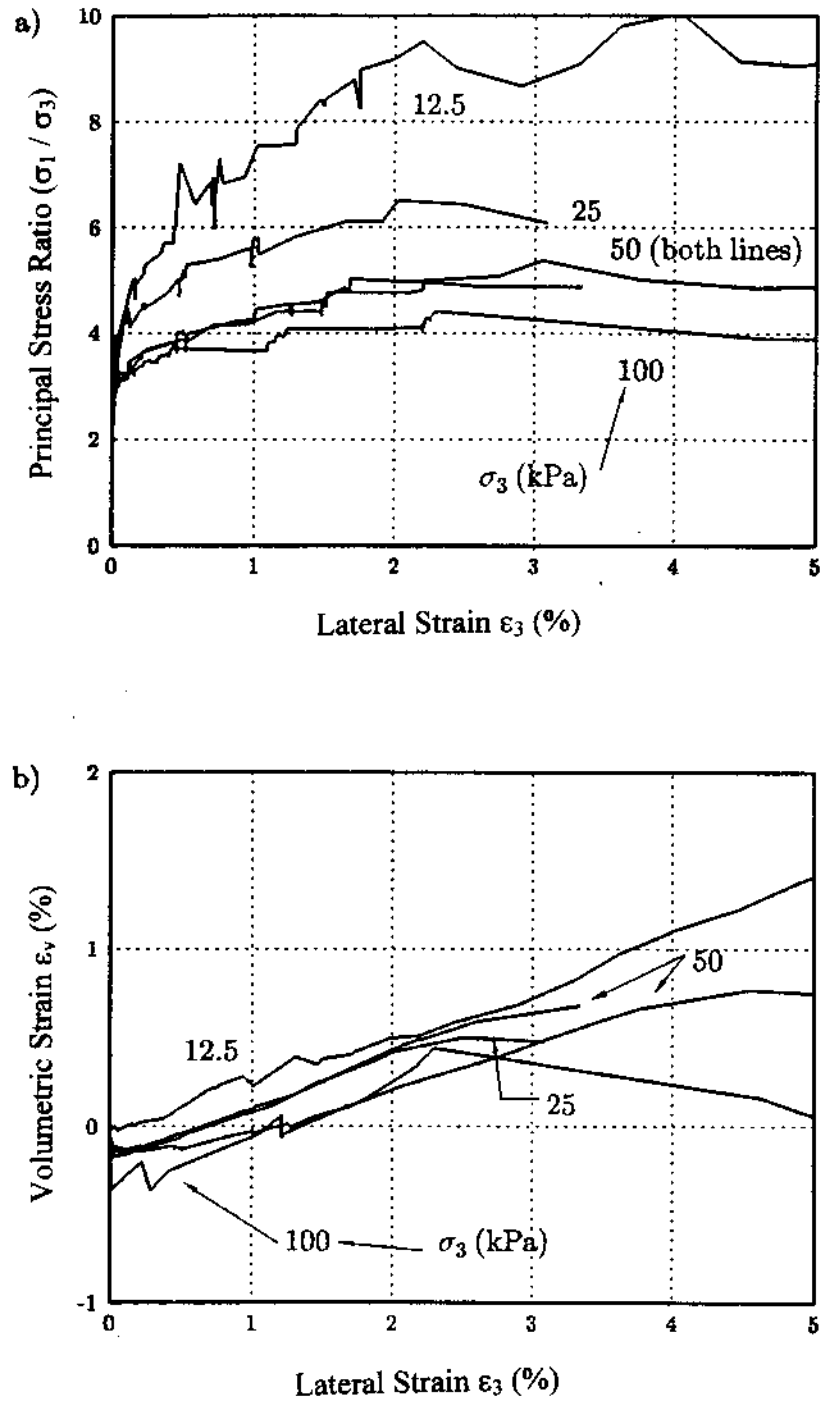 a)
10
8
6
4
2
0
Principal Stress Ratio (σ₁ / σ₃)
12.5
25
50 (both lines)
100
σ₃ (kPa)
0 1 2 3 4 5
Lateral Strain ε₃ (%)
b)
2
1
0
-1
Volumetric Strain εᵥ (%)
50
12.5
25
100
σ₃ (kPa)
0 1 2 3 4 5
Lateral Strain ε₃ (%)